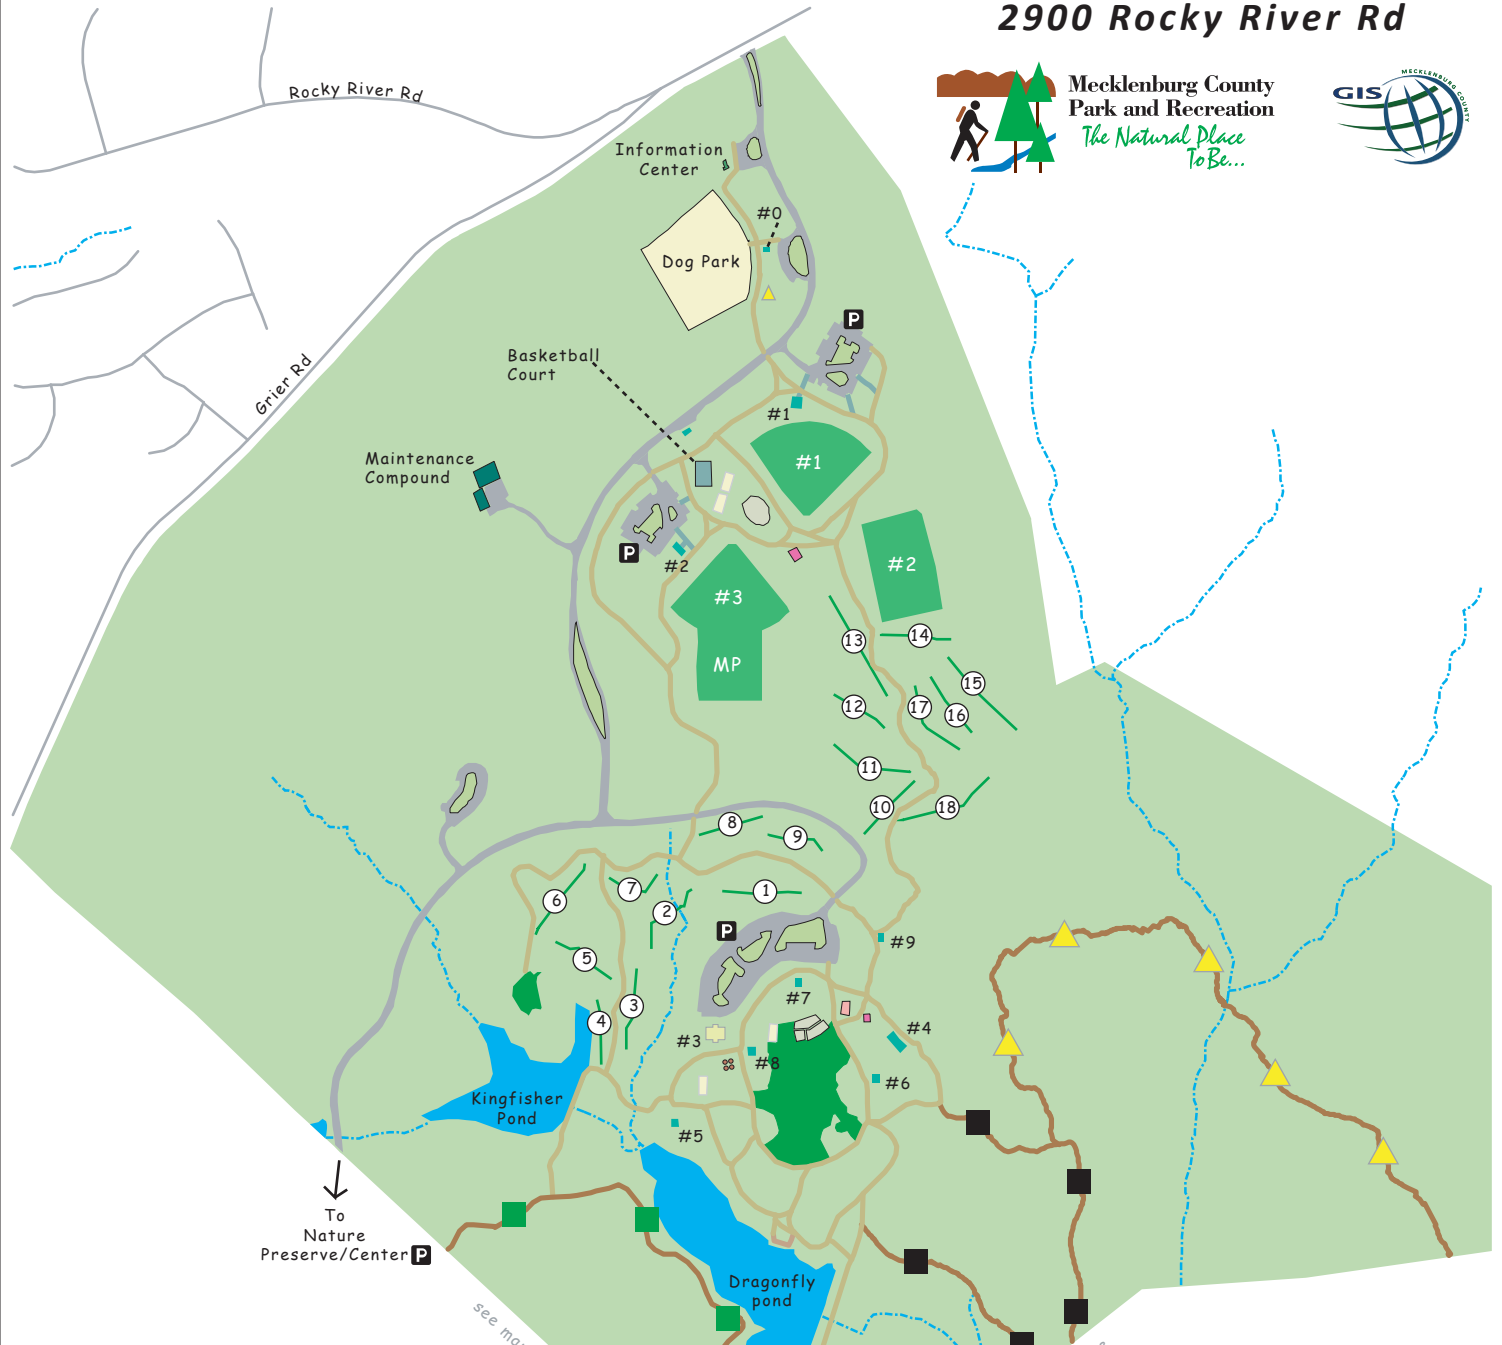 2900 Rocky River Rd
Mecklenburg County
Park and Recreation
The Natural Place
To Be...
GIS
MECKLENBURG COUNTY
Rocky River Rd
Information
Center
#0
Dog Park
P
Basketball
Court
Grier Rd
#1
#1
Maintenance
Compound
P
#2
#2
#3
MP
13
14
15
12
17
16
11
10
18
8
9
7
1
6
2
P
#9
5
3
#7
4
#3
#4
#8
#6
Kingfisher
Pond
#5
To
Nature
Preserve/Center P
Dragonfly
pond
see